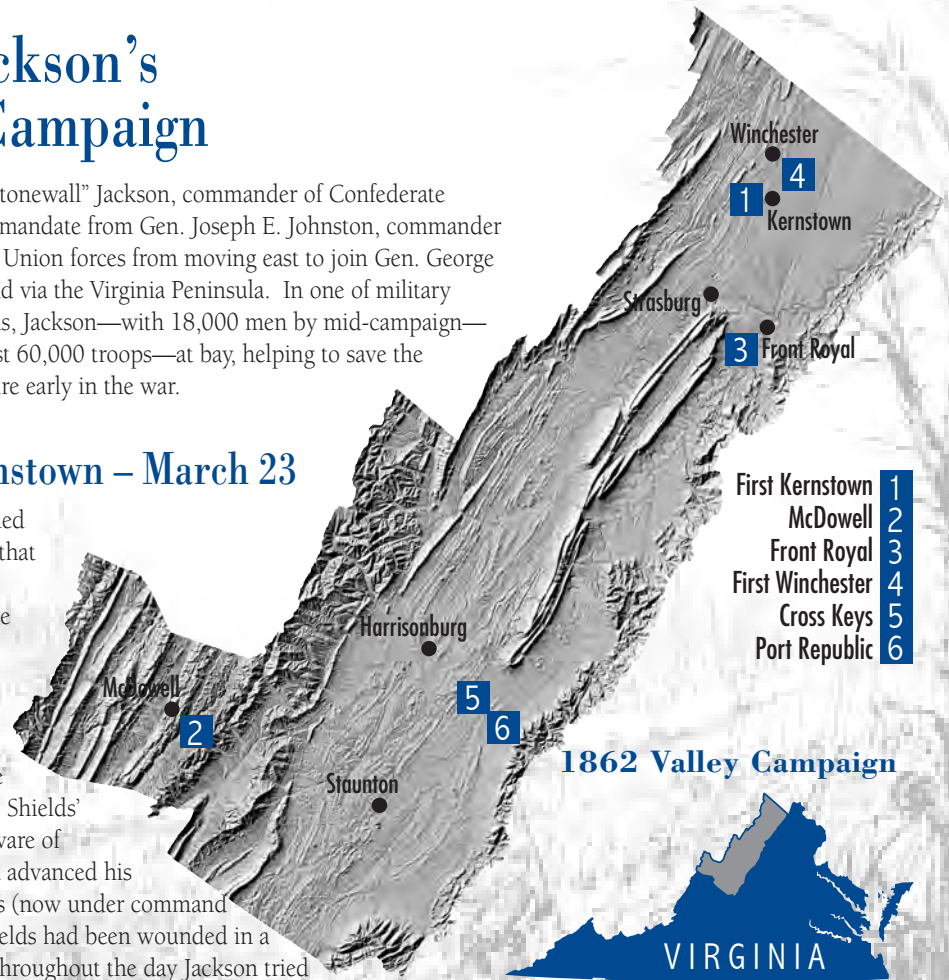 ckson's
Campaign
tonewall” Jackson, commander of Confederate
mandate from Gen. Joseph E. Johnston, commander
Union forces from moving east to join Gen. George
d via the Virginia Peninsula. In one of military
s, Jackson—with 18,000 men by mid-campaign—
st 60,000 troops—at bay, helping to save the
re early in the war.
nstown – March 23
ed
that
e
e
Shields'
ware of
advanced his
s (now under command
elds had been wounded in a
hroughout the day Jackson tried
Winchester
4
1
Kernstown
Strasburg
3 Front Royal
Harrisonburg
McDowell
2
5
6
Staunton
First Kernstown 1
McDowell 2
Front Royal 3
First Winchester 4
Cross Keys 5
Port Republic 6
1862 Valley Campaign
VIRGINIA